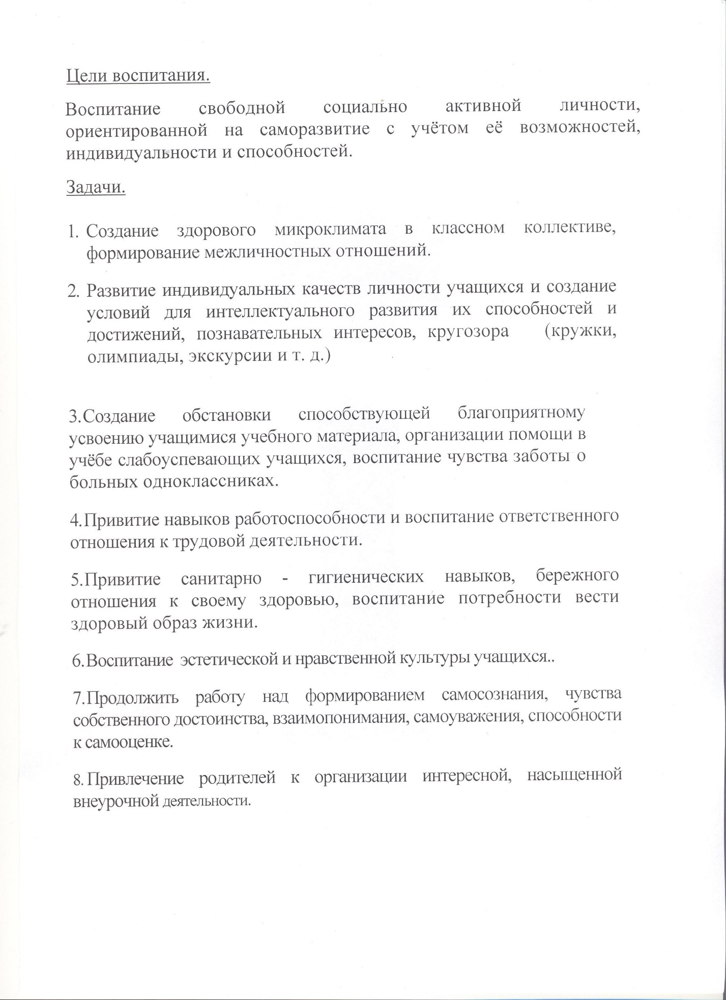 Цели воспитания.
Воспитание свободной социально активной личности,
ориентированной на саморазвитие с учётом её возможностей,
индивидуальности и способностей.
Задачи.
1. Создание здорового микроклимата в классном коллективе,
формирование межличностных отношений.
2. Развитие индивидуальных качеств личности учащихся и создание
условий для интеллектуального развития их способностей и
достижений, познавательных интересов, кругозора (кружки,
олимпиады, экскурсии и т. д.)
3.Создание обстановки способствующей благоприятному
усвоению учащимися учебного материала, организации помощи в
учёбе слабоуспевающих учащихся, воспитание чувства заботы о
больных одноклассниках.
4.Привитие навыков работоспособности и воспитание ответственного
отношения к трудовой деятельности.
5.Привитие санитарно - гигиенических навыков, бережного
отношения к своему здоровью, воспитание потребности вести
здоровый образ жизни.
6.Воспитание эстетической и нравственной культуры учащихся..
7.Продолжить работу над формированием самосознания, чувства
собственного достоинства, взаимопонимания, самоуважения, способности
к самооценке.
8. Привлечение родителей к организации интересной, насыщенной
внеурочной деятельности.